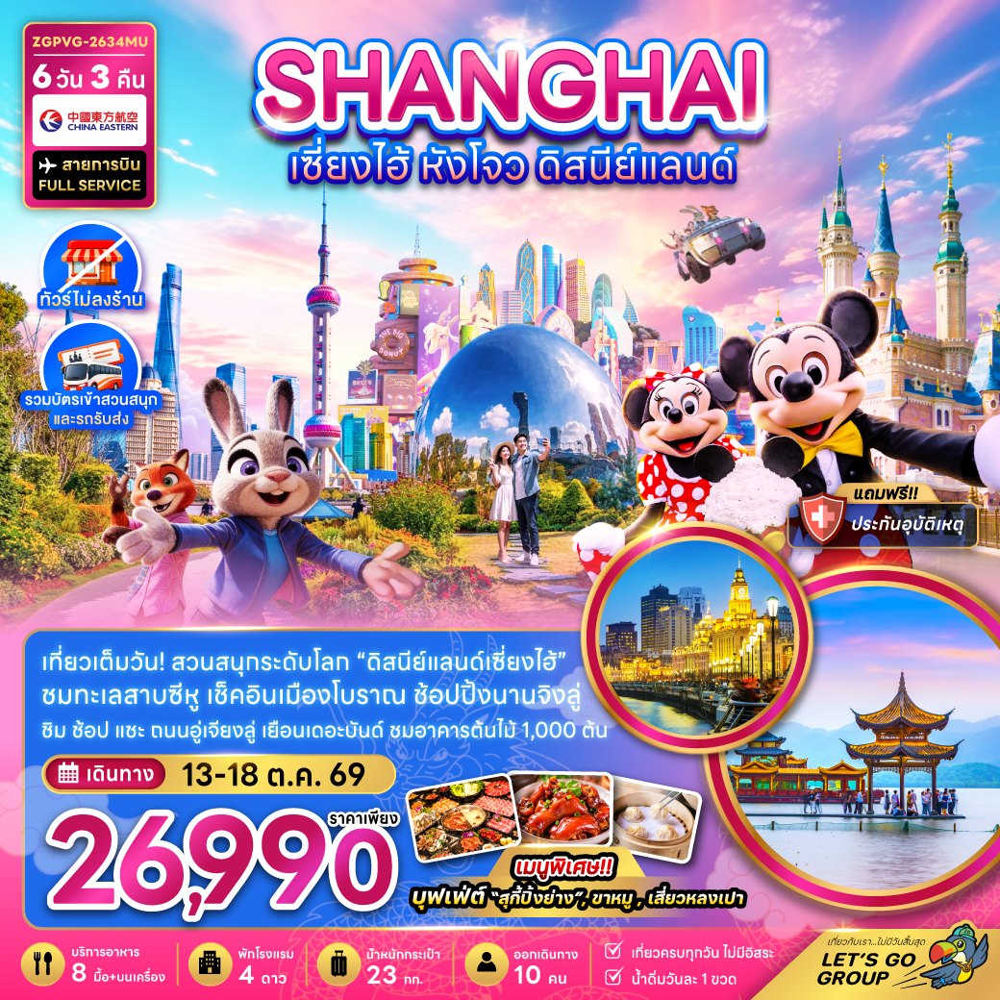 ZGPVG-2634MU
6 วัน 3 คืน
中國東方航空
CHINA EASTERN
สายการบิน
FULL SERVICE
SHANGHAI
เซี่ยงไฮ้ หังโจว ดิสนีย์แลนด์
ทัวร์ไม่ลงร้าน
รวมบัตรเข้าสวนสนุก
และรถรับส่ง
THE BIG
DONUT
แถมฟรี!!
ประกันอุบัติเหตุ
เที่ยวเต็มวัน! สวนสนุกระดับโลก “ดิสนีย์แลนด์เซี่ยงไฮ้”
ชมทะเลสาบซีหู เช็คอินเมืองโบราณ ช้อปปิ้งนานจิงลู่
ชิม ช้อป แชะ ถนนอู่เจียงลู่ เยือนเดอะบันด์ ชมอาคารต้นไม้ 1,000 ต้น
เดินทาง 13-18 ต.ค. 69
ราคาเพียง
26,990
เมนูพิเศษ!!
บุฟเฟ่ต์ “สุกี้ปิ้งย่าง”, ขาหมู , เสี่ยวหลงเปา
บริการอาหาร
8 มื้อ+บนเครื่อง
พักโรงแรม
4 ดาว
น้ำหนักกระเป๋า
23 กก.
ออกเดินทาง
10 คน
เที่ยวครบทุกวัน ไม่มีอิสระ
น้ำดื่มวันละ 1 ขวด
เที่ยวกับเรา...ไม่มีวันสิ้นสุด
LET'S GO
GROUP